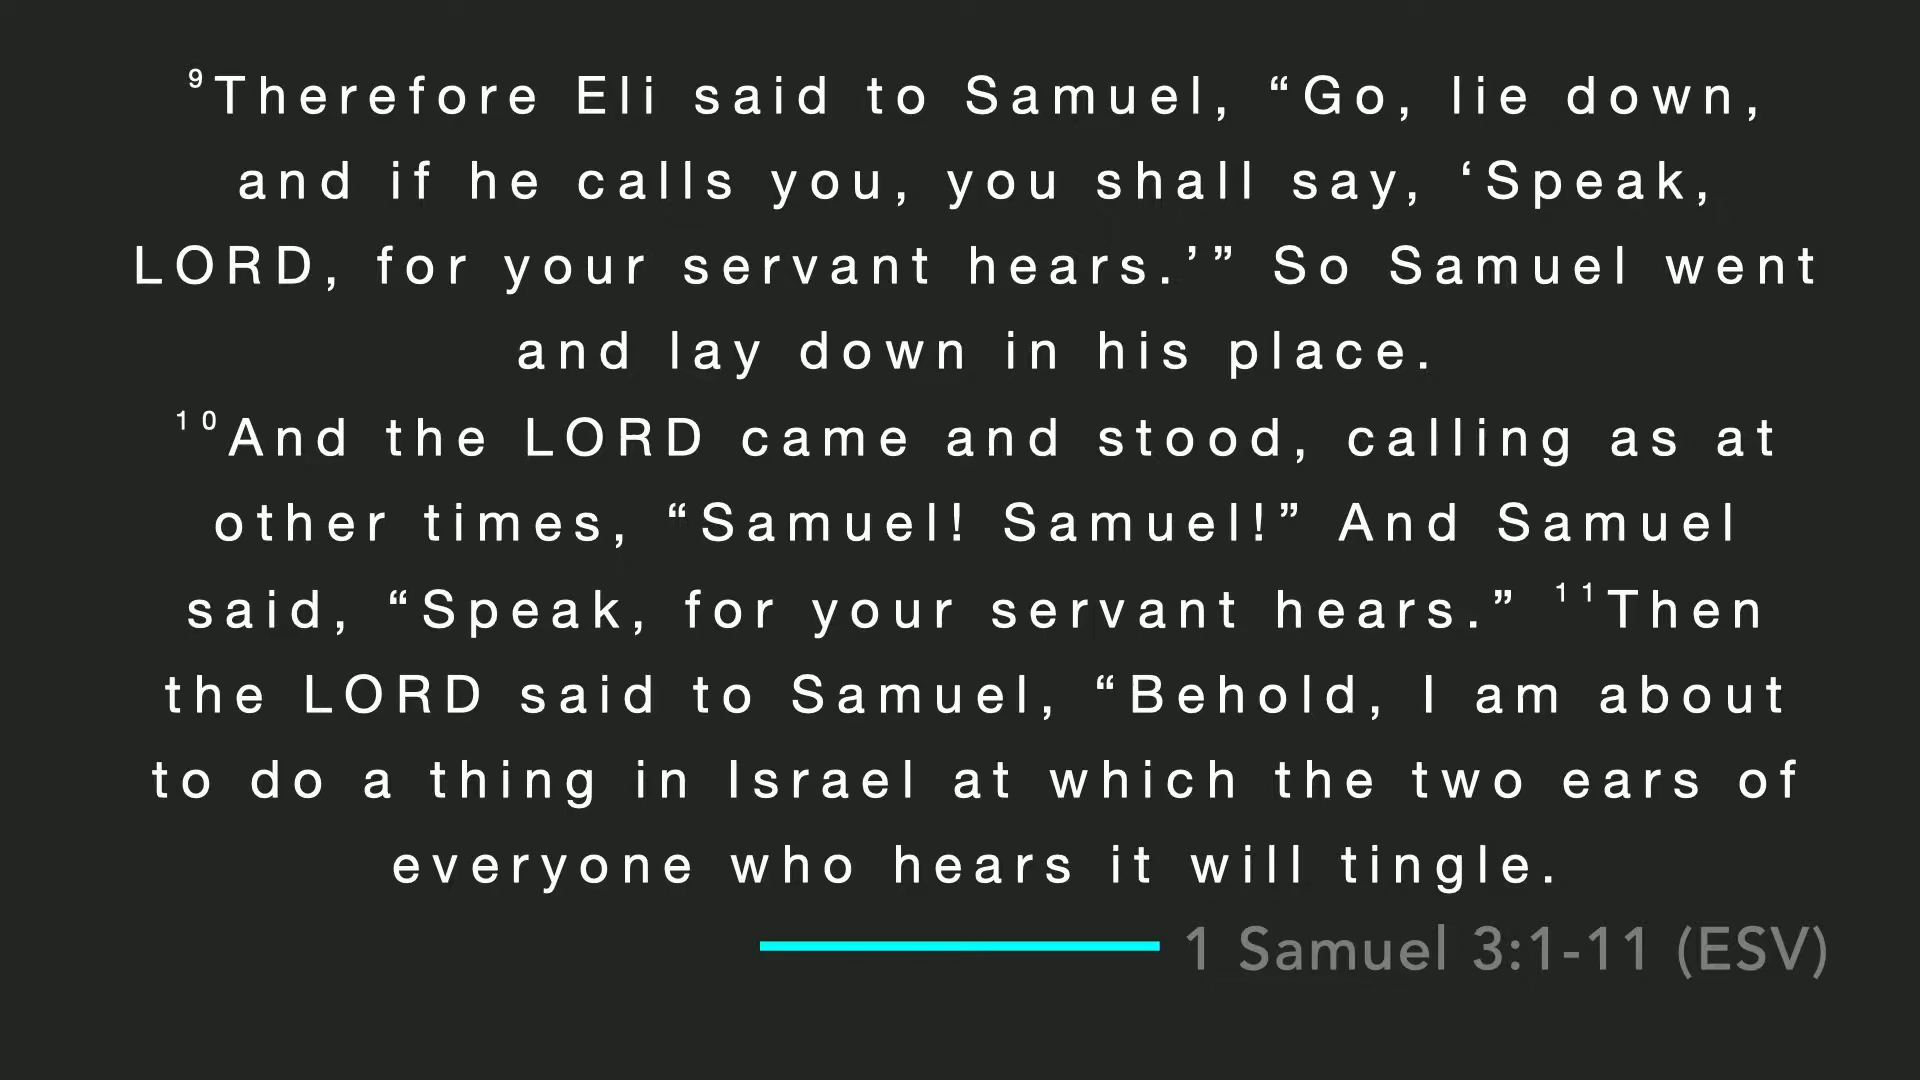 ⁹Therefore Eli said to Samuel, “Go, lie down,
and if he calls you, you shall say, ‘Speak,
LORD, for your servant hears.’” So Samuel went
and lay down in his place.
¹⁰And the LORD came and stood, calling as at
other times, “Samuel! Samuel!” And Samuel
said, “Speak, for your servant hears.” ¹¹Then
the LORD said to Samuel, “Behold, I am about
to do a thing in Israel at which the two ears of
everyone who hears it will tingle.
1 Samuel 3:1-11 (ESV)